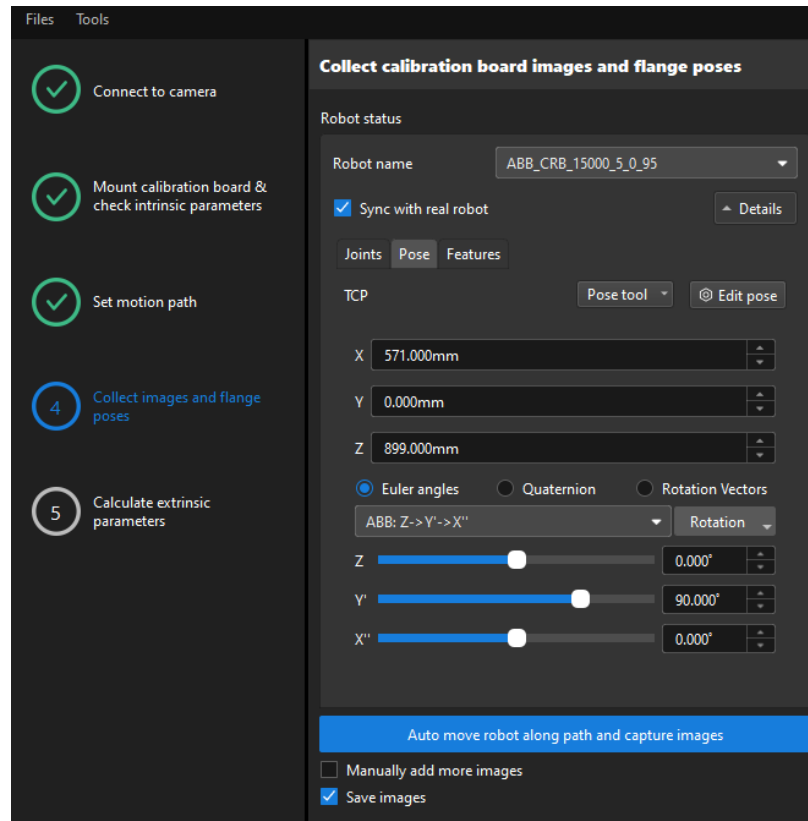 Files Tools
Connect to camera
Mount calibration board &
check intrinsic parameters
Set motion path
4
Collect images and flange
poses
5
Calculate extrinsic
parameters
Collect calibration board images and flange poses
Robot status
Robot name ABB_CRB_15000_5_0_95
Sync with real robot Details
Joints Pose Features
TCP Pose tool Edit pose
X 571.000mm
Y 0.000mm
Z 899.000mm
Euler angles Quaternion Rotation Vectors
ABB: Z->Y'->X'' Rotation
Z 0.000°
Y' 90.000°
X'' 0.000°
Auto move robot along path and capture images
Manually add more images
Save images